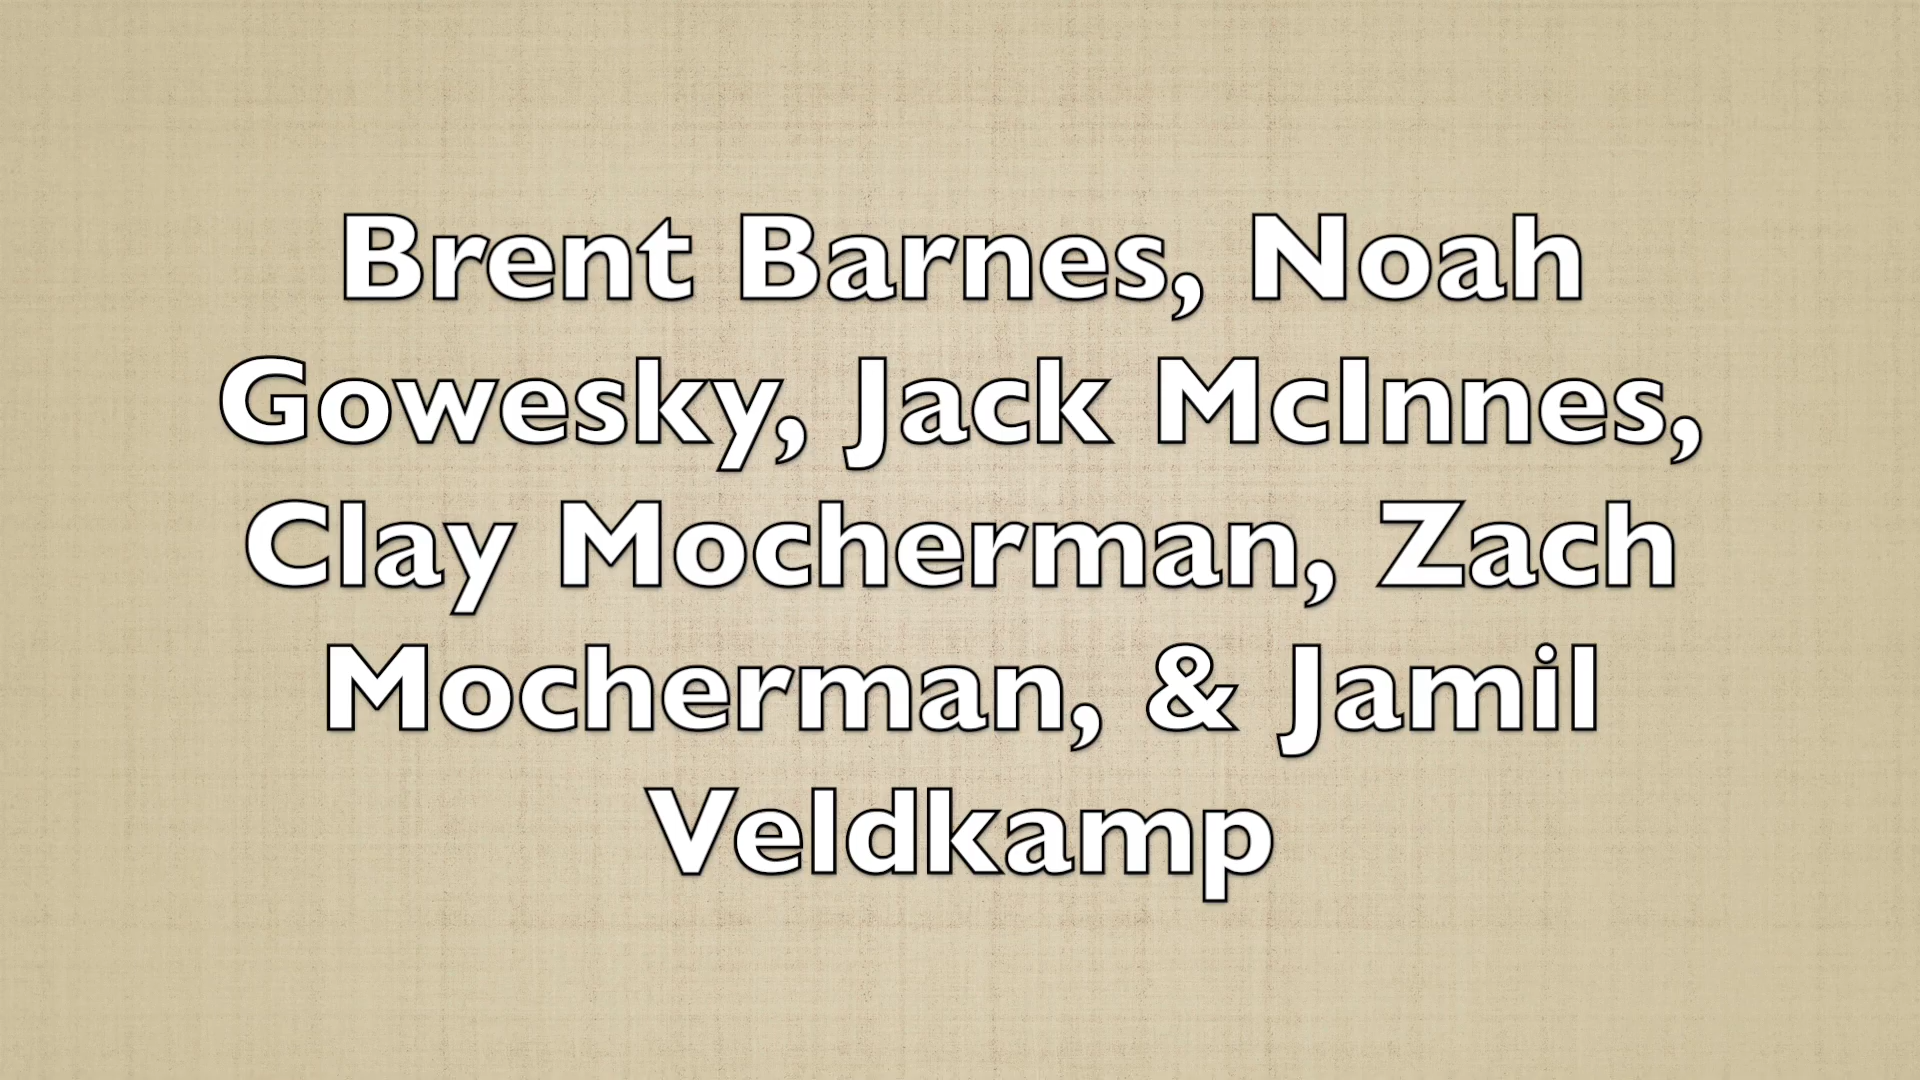 Brent Barnes, Noah
Gowesky, Jack McInnes,
Clay Mocherman, Zach
Mocherman, & Jamil
Veldkamp